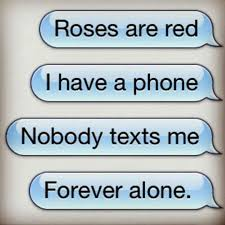 Roses are red
I have a phone
Nobody texts me
Forever alone.